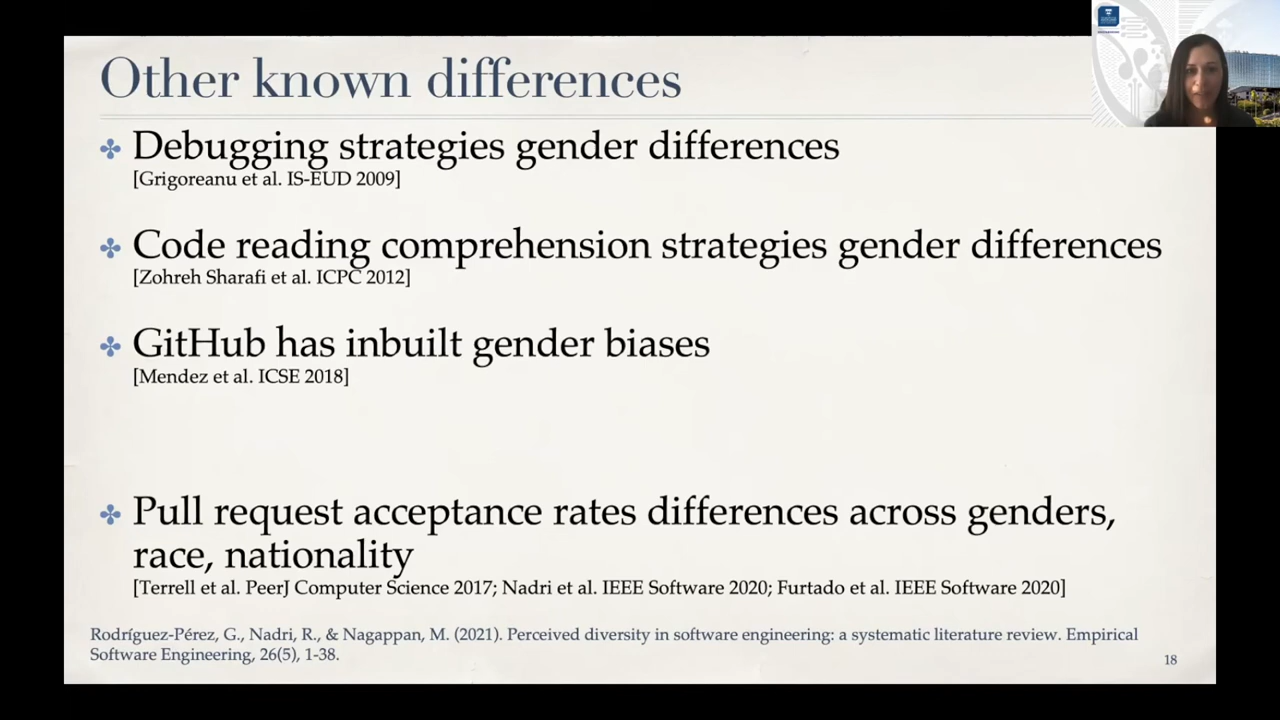 Other known differences
Debugging strategies gender differences
[Grigoreanu et al. IS-EUD 2009]
Code reading comprehension strategies gender differences
[Zohreh Sharafi et al. ICPC 2012]
GitHub has inbuilt gender biases
[Mendez et al. ICSE 2018]
Pull request acceptance rates differences across genders,
race, nationality
[Terrell et al. PeerJ Computer Science 2017; Nadri et al. IEEE Software 2020; Furtado et al. IEEE Software 2020]
Rodríguez-Pérez, G., Nadri, R., & Nagappan, M. (2021). Perceived diversity in software engineering: a systematic literature review. Empirical
Software Engineering, 26(5), 1-38.
18